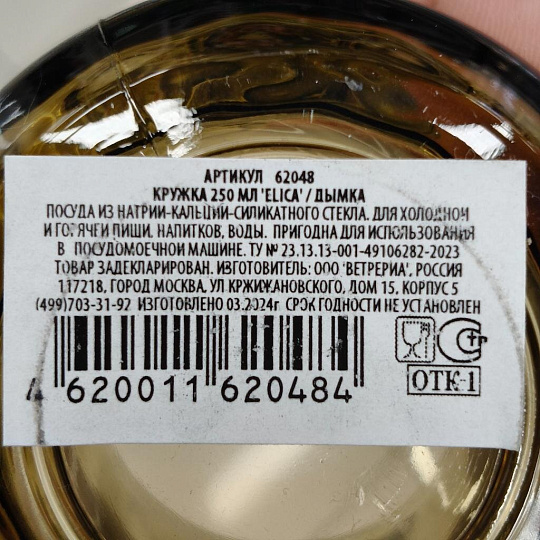 АРТИКУЛ 62048
КРУЖКА 250 МЛ 'ELICA' / ДЫМКА
ПОСУДА ИЗ НАТРИЙ-КАЛЬЦИЙ-СИЛИКАТНОГО СТЕКЛА. ДЛЯ ХОЛОДНОЙ
И ГОРЯЧЕЙ ПИЩИ, НАПИТКОВ, ВОДЫ. ПРИГОДНА ДЛЯ ИСПОЛЬЗОВАНИЯ
В ПОСУДОМОЕЧНОЙ МАШИНЕ. ТУ № 23.13.13-001-49106282-2023
ТОВАР ЗАДЕКЛАРИРОВАН. ИЗГОТОВИТЕЛЬ: ООО 'ВЕТРЕРИА', РОССИЯ
117218, ГОРОД МОСКВА, УЛ КРЖИЖАНОВСКОГО, ДОМ 15, КОРПУС 5
(499)703-31-92 ИЗГОТОВЛЕНО 03.2024г СРОК ГОДНОСТИ НЕ УСТАНОВЛЕН
4 620011 620484
ОТК-1